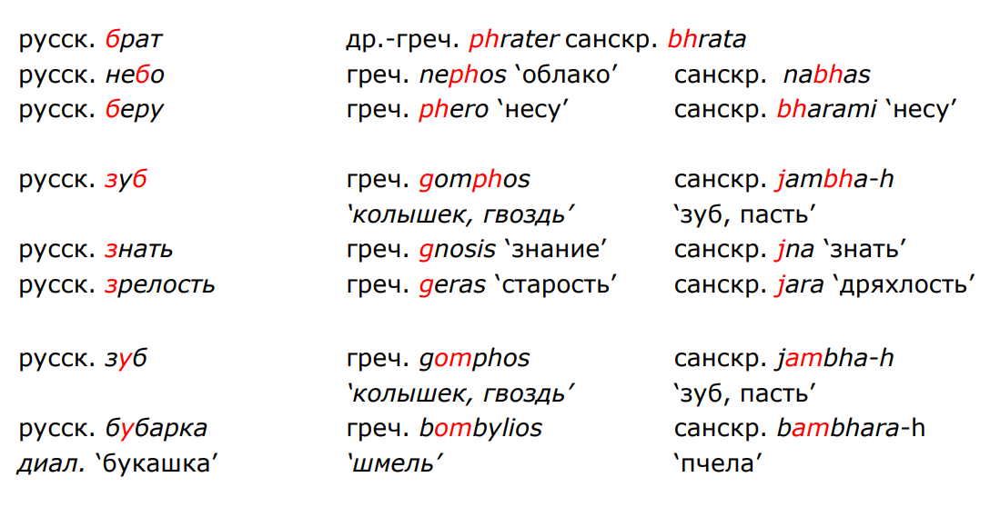 русск. брат др.-греч. phrater санскр. bhrata
русск. небо греч. nephos ‘облако’ санскр. nabhas
русск. беру греч. phero ‘несу’ санскр. bharami ‘несу’
русск. зуб греч. gomphos санскр. jambha-h
‘колышек, гвоздь’ ‘зуб, пасть’
русск. знать греч. gnosis ‘знание’ санскр. jna ‘знать’
русск. зрелость греч. geras ‘старость’ санскр. jara ‘дряхлость’
русск. зуб греч. gomphos санскр. jambha-h
‘колышек, гвоздь’ ‘зуб, пасть’
русск. бубарка греч. bombylios санскр. bambhara-h
диал. ‘букашка’ ‘шмель’ ‘пчела’